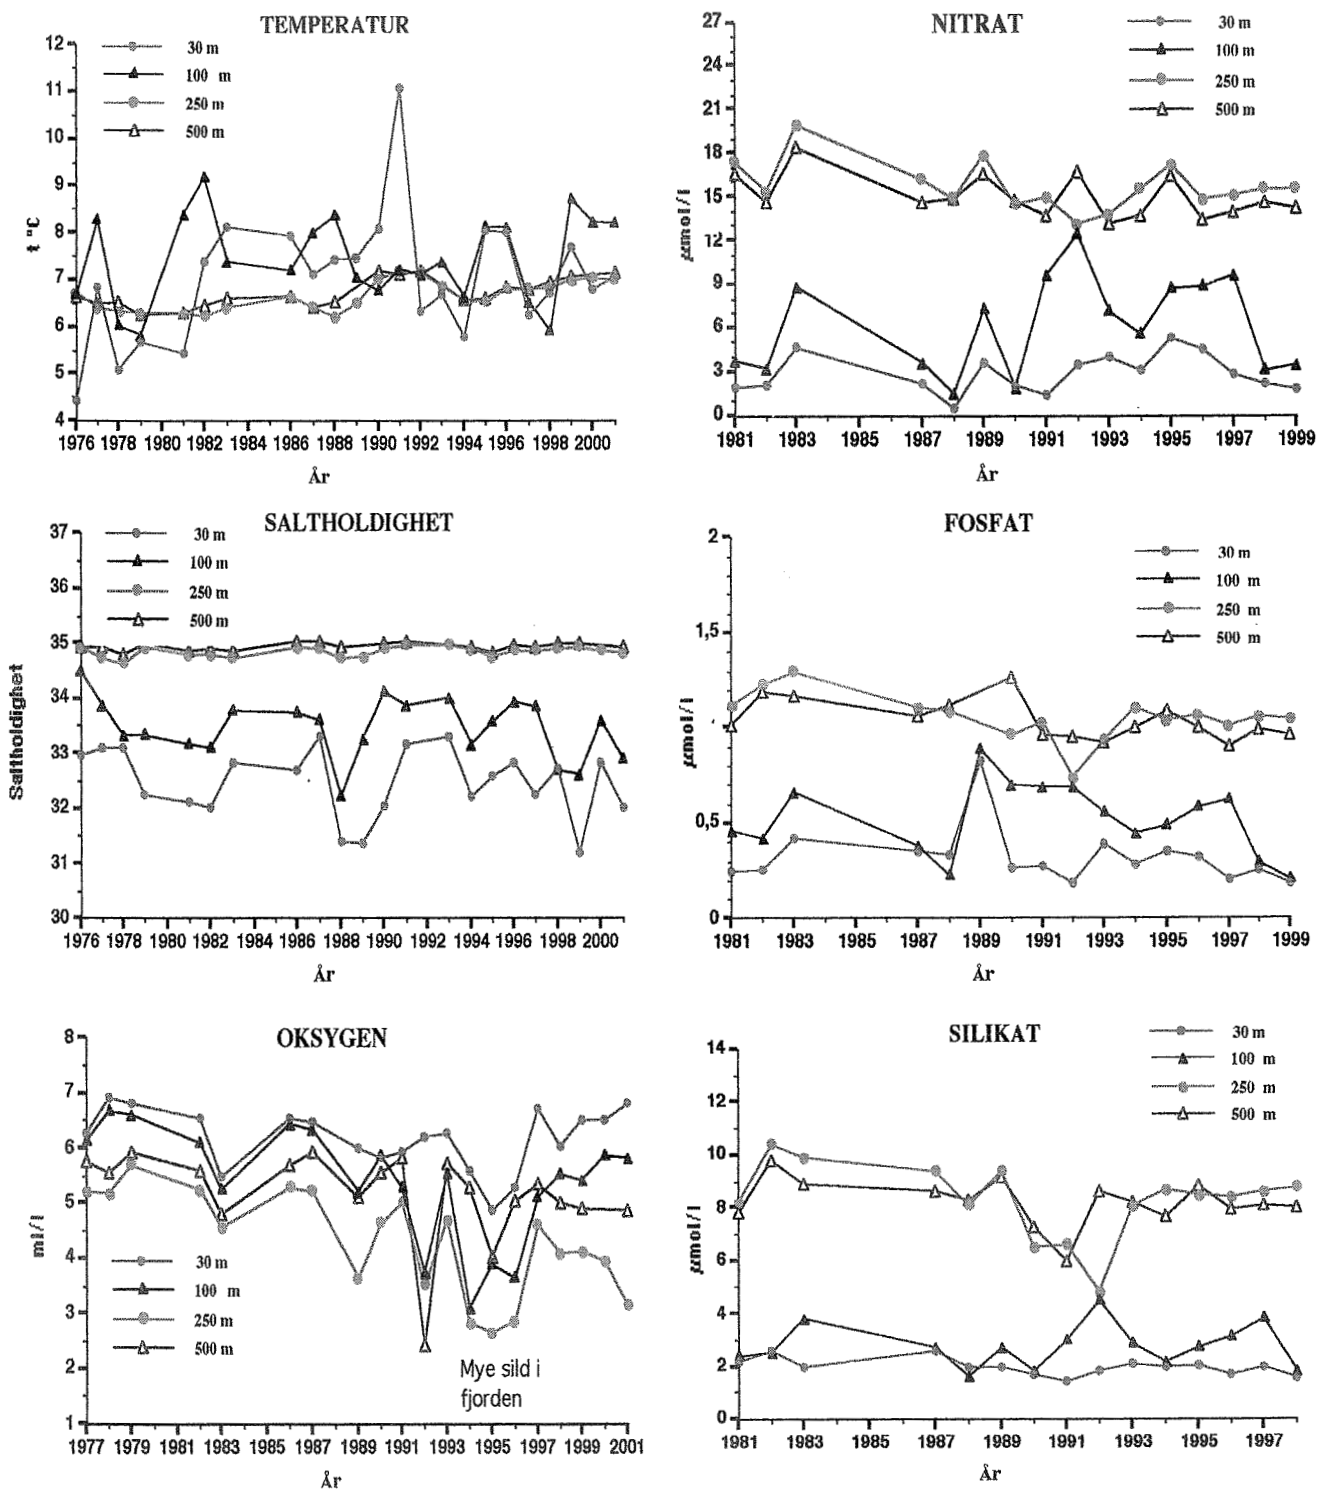 TEMPERATUR
30 m
100 m
250 m
500 m
t °C
12
11
10
9
8
7
6
5
4
1976 1978 1980 1982 1984 1986 1988 1990 1992 1994 1996 1998 2000
År
NITRAT
30 m
100 m
250 m
500 m
µmol/l
27
24
21
18
15
12
9
6
3
0
1981 1983 1985 1987 1989 1991 1993 1995 1997 1999
År
SALTHOLDIGHET
30 m
100 m
250 m
500 m
Saltholdighet
37
36
35
34
33
32
31
30
1976 1978 1980 1982 1984 1986 1988 1990 1992 1994 1996 1998 2000
År
FOSFAT
30 m
100 m
250 m
500 m
µmol/l
2
1,5
1
0,5
0
1981 1983 1985 1987 1989 1991 1993 1995 1997 1999
År
OKSYGEN
ml/l
8
7
6
5
4
3
2
1
30 m
100 m
250 m
500 m
Mye sild i
fjorden
1977 1979 1981 1983 1985 1987 1989 1991 1993 1995 1997 1999 2001
År
SILIKAT
30 m
100 m
250 m
500 m
µmol/l
14
12
10
8
6
4
2
0
1981 1983 1985 1987 1989 1991 1993 1995 1997
År